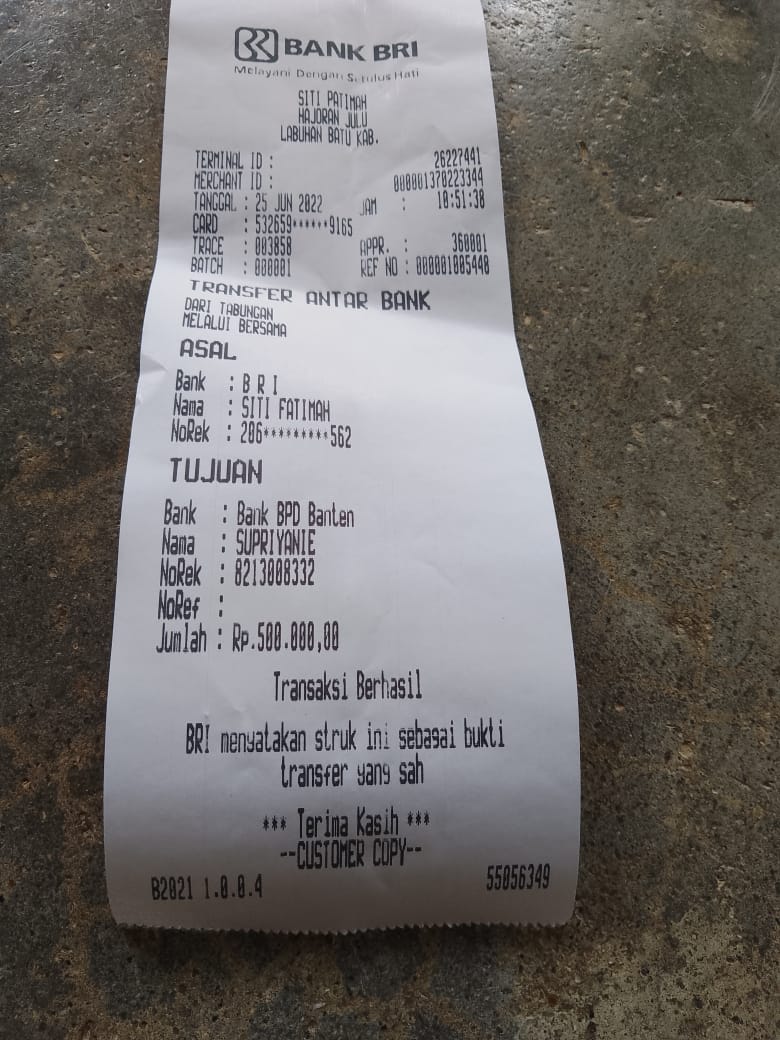 BANK BRI
Melayani Dengan Setulus Hati
SITI PATIMAH
HAJORAN JULU
LABUHAN BATU KAB.
TERMINAL ID : 26227441
MERCHANT ID : 000001370223344
TANGGAL : 25 JUN 2022 JAM : 10:51:38
CARD : 532659******9165
TRACE : 003858 APPR. : 360001
BATCH : 000001 REF NO : 000001005440
TRANSFER ANTAR BANK
DARI TABUNGAN
MELALUI BERSAMA
ASAL
Bank : B R I
Nama : SITI FATIMAH
NoRek : 206*********562
TUJUAN
Bank : Bank BPD Banten
Nama : SUPRIYANIE
NoRek : 8213008332
NoRef :
Jumlah : Rp.500.000,00
Transaksi Berhasil
BRI menyatakan struk ini sebagai bukti
transfer yang sah
*** Terima Kasih ***
--CUSTOMER COPY--
B2021 1.0.0.4 55056349